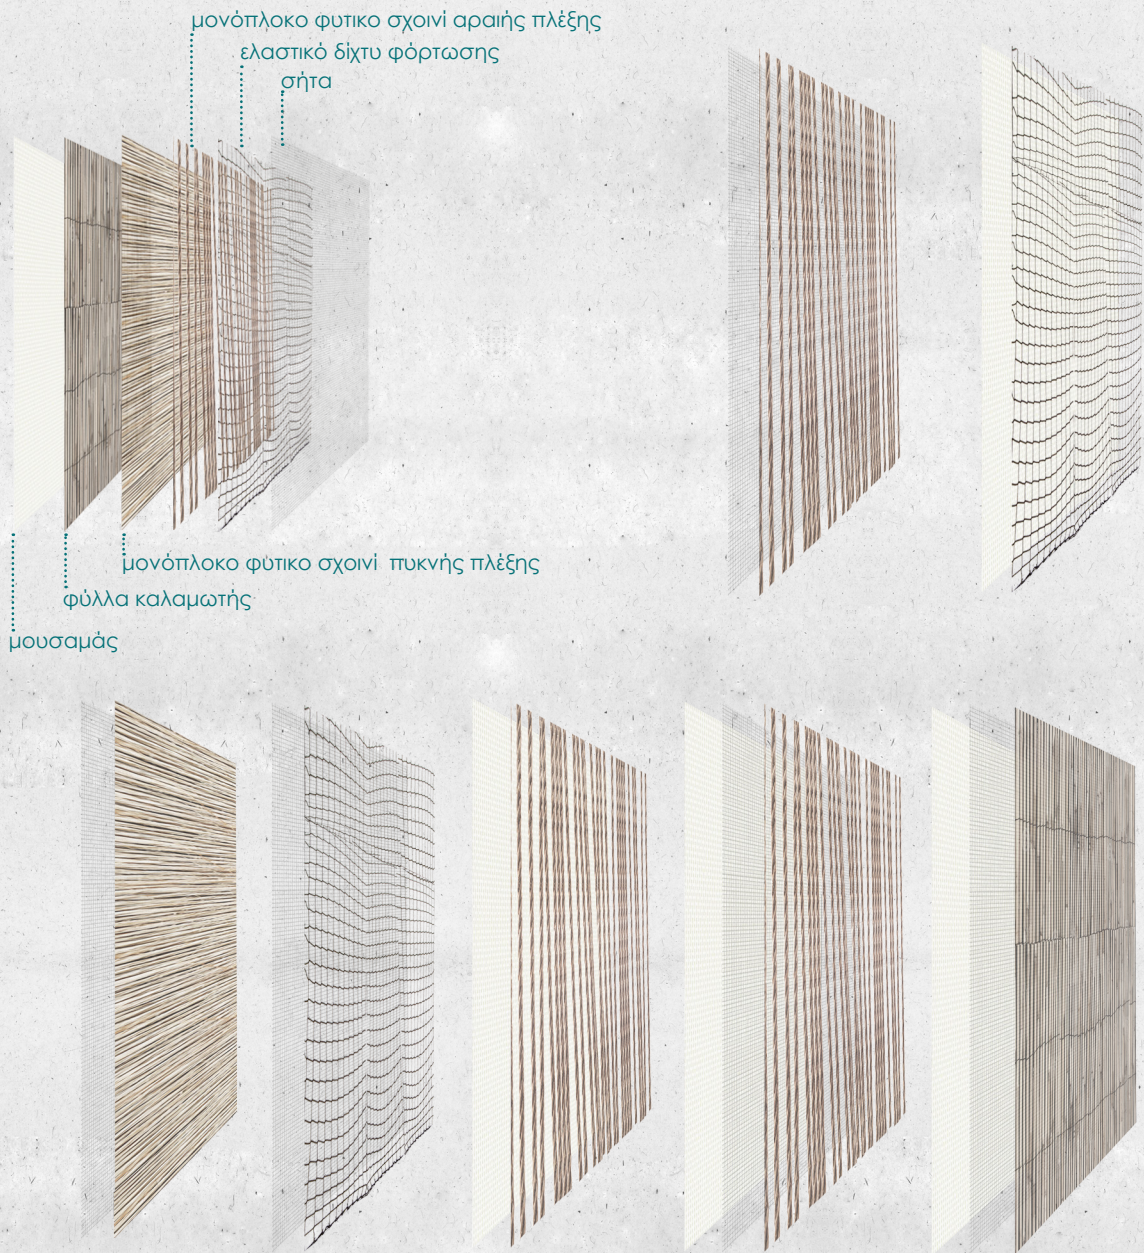 μονόπλοκο φυτικο σχοινί αραιής πλέξης
ελαστικό δίχτυ φόρτωσης
σήτα
μονόπλοκο φυτικο σχοινί πυκνής πλέξης
φύλλα καλαμωτής
μουσαμάς